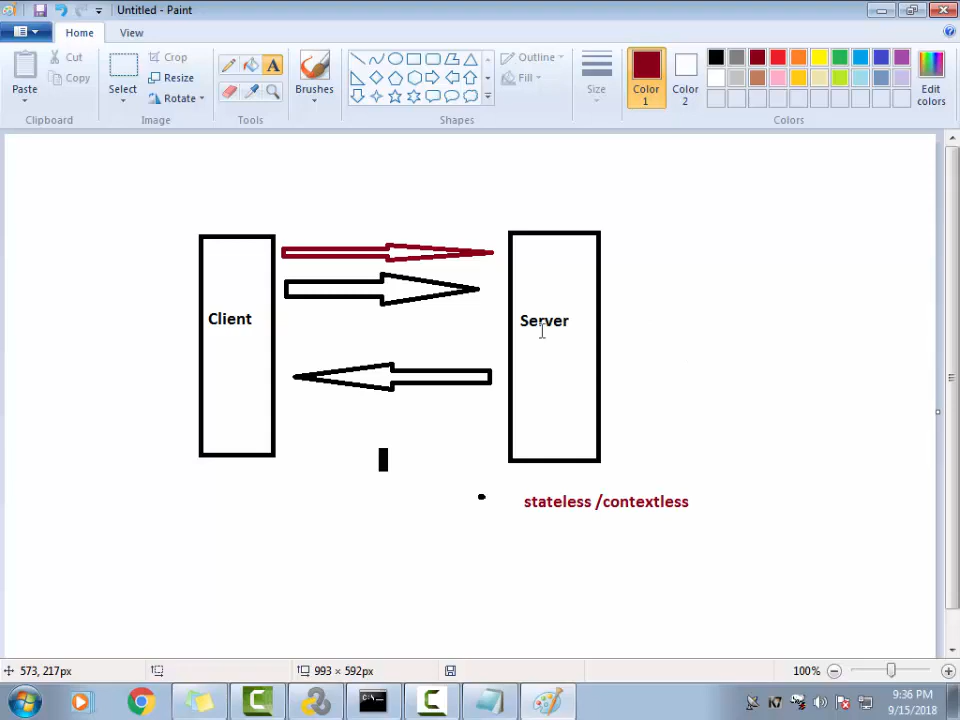 Untitled - Paint
Home View
Cut
Copy
Paste
Clipboard
Select
Crop
Resize
Rotate
Image
A
Tools
Brushes
Outline
Fill
Shapes
Size
Color 1
Color 2
Edit colors
Colors
Client
Server
stateless /contextless
573, 217px
993 × 592px
100%
9:36 PM
9/15/2018